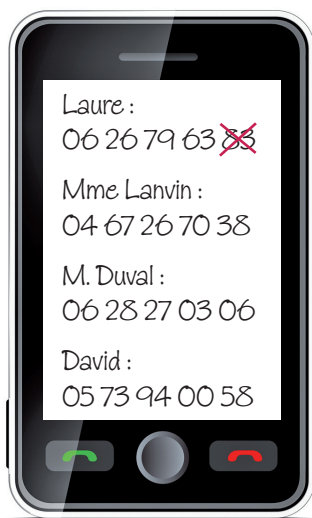 Laure :
06 26 79 63 83
Mme Lanvin :
04 67 26 70 38
M. Duval :
06 28 27 03 06
David :
05 73 94 00 58